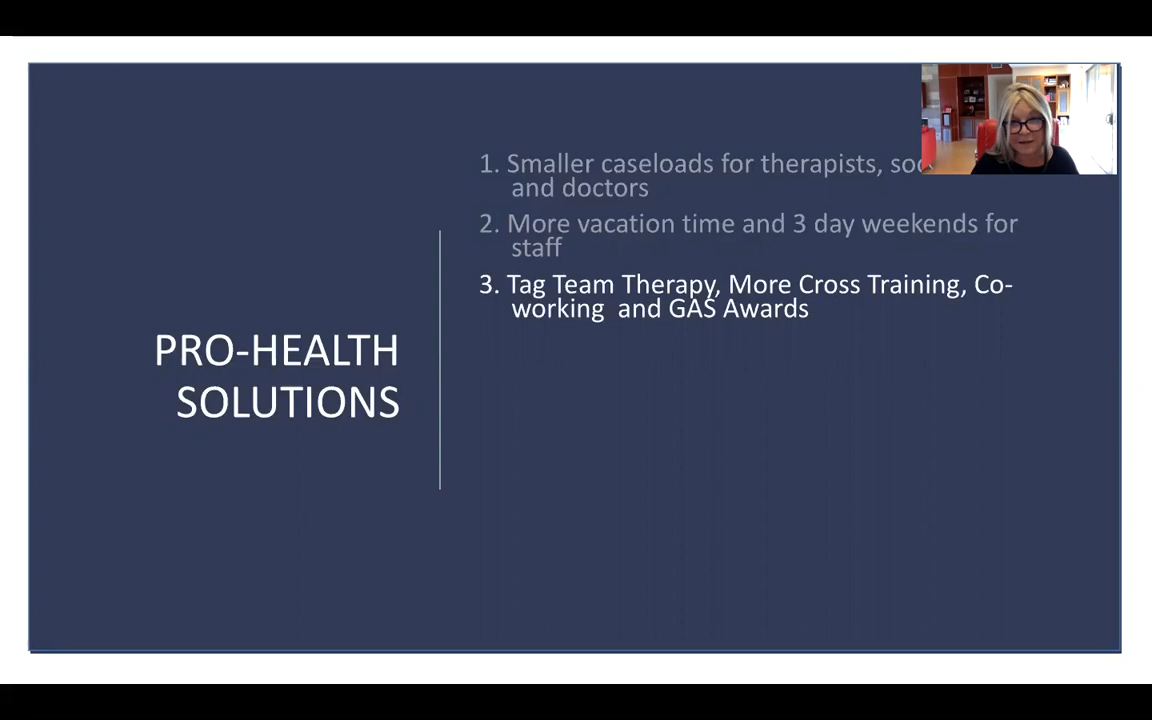 1. Smaller caseloads for therapists,
and doctors
2. More vacation time and 3 day weekends for
staff
3. Tag Team Therapy, More Cross Training, Co-
working and GAS Awards
PRO-HEALTH
SOLUTIONS